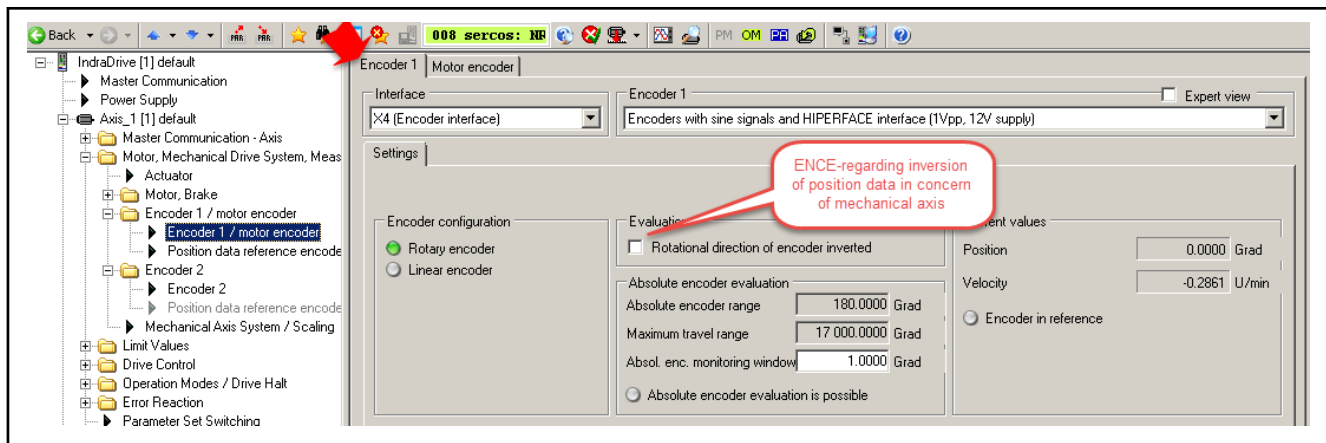 Back
PAR
PAR
008 sercos: NR
PM OM PA
IndraDrive [1] default
Master Communication
Power Supply
Axis_1 [1] default
Master Communication - Axis
Motor, Mechanical Drive System, Meas
Actuator
Motor, Brake
Encoder 1 / motor encoder
Encoder 1 / motor encoder
Position data reference encode
Encoder 2
Encoder 2
Position data reference encode
Mechanical Axis System / Scaling
Limit Values
Drive Control
Operation Modes / Drive Halt
Error Reaction
Parameter Set Switching
Encoder 1
Motor encoder
Interface
X4 (Encoder interface)
Encoder 1
Expert view
Encoders with sine signals and HIPERFACE interface (1Vpp, 12V supply)
Settings
ENCE-regarding inversion
of position data in concern
of mechanical axis
Encoder configuration
Rotary encoder
Linear encoder
Evaluation
Rotational direction of encoder inverted
Absolute encoder evaluation
Absolute encoder range 180.0000 Grad
Maximum travel range 17 000.0000 Grad
Absol. enc. monitoring window 1.0000 Grad
Absolute encoder evaluation is possible
values
Position 0.0000 Grad
Velocity -0.2861 U/min
Encoder in reference